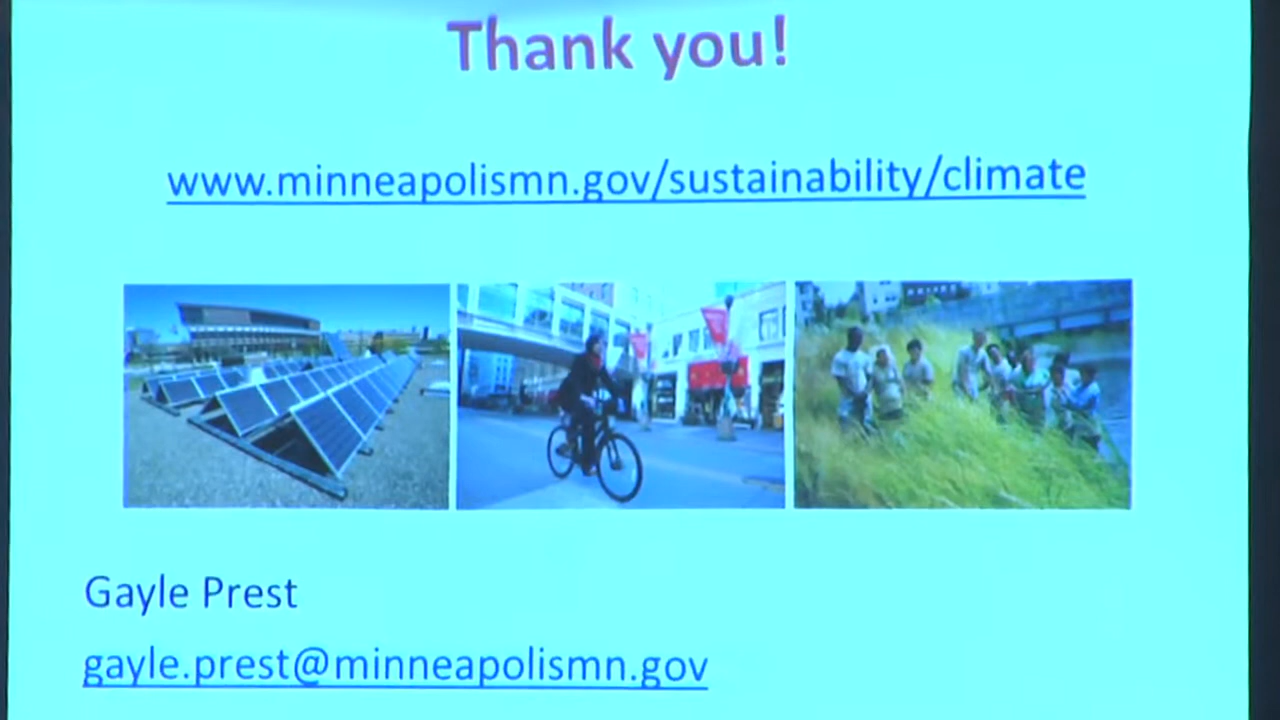 Thank you!
www.minneapolismn.gov/sustainability/climate
Gayle Prest
gayle.prest@minneapolismn.gov